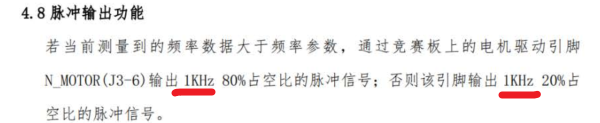 4.8 脉冲输出功能
若当前测量到的频率数据大于频率参数，通过竞赛板上的电机驱动引脚
N_MOTOR(J3-6)输出 1KHz 80%占空比的脉冲信号；否则该引脚输出 1KHz 20%占
空比的脉冲信号。